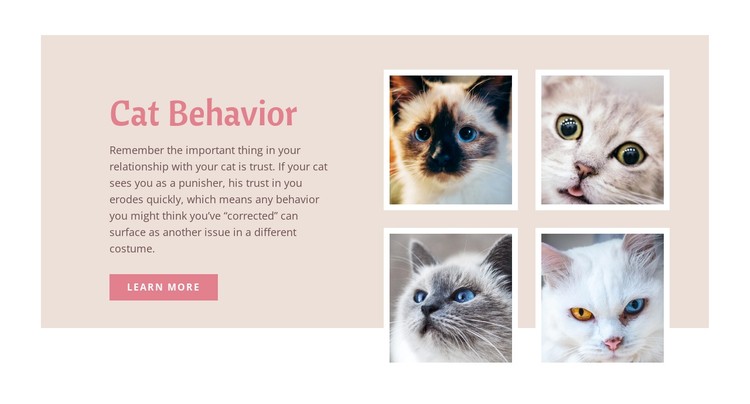 Cat Behavior
Remember the important thing in your
relationship with your cat is trust. If your cat
sees you as a punisher, his trust in you
erodes quickly, which means any behavior
you might think you’ve “corrected” can
surface as another issue in a different
costume.
LEARN MORE